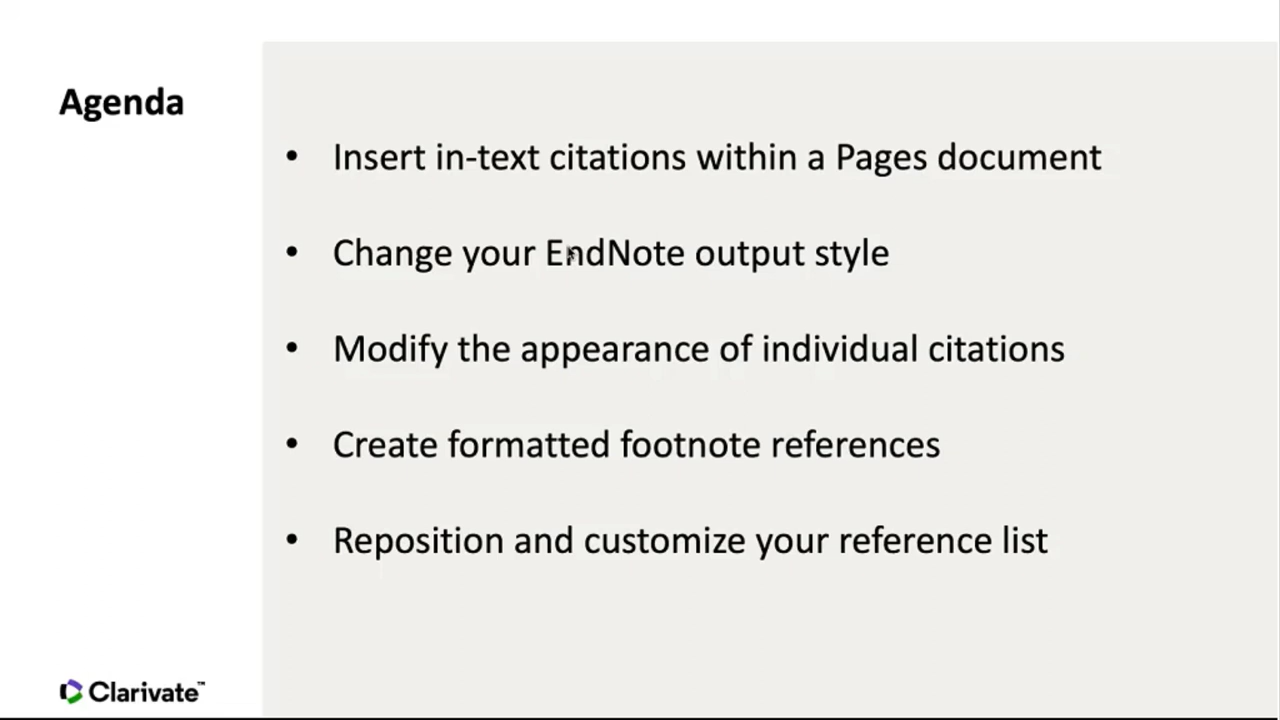 Agenda
• Insert in-text citations within a Pages document
• Change your EndNote output style
• Modify the appearance of individual citations
• Create formatted footnote references
• Reposition and customize your reference list
Clarivate™